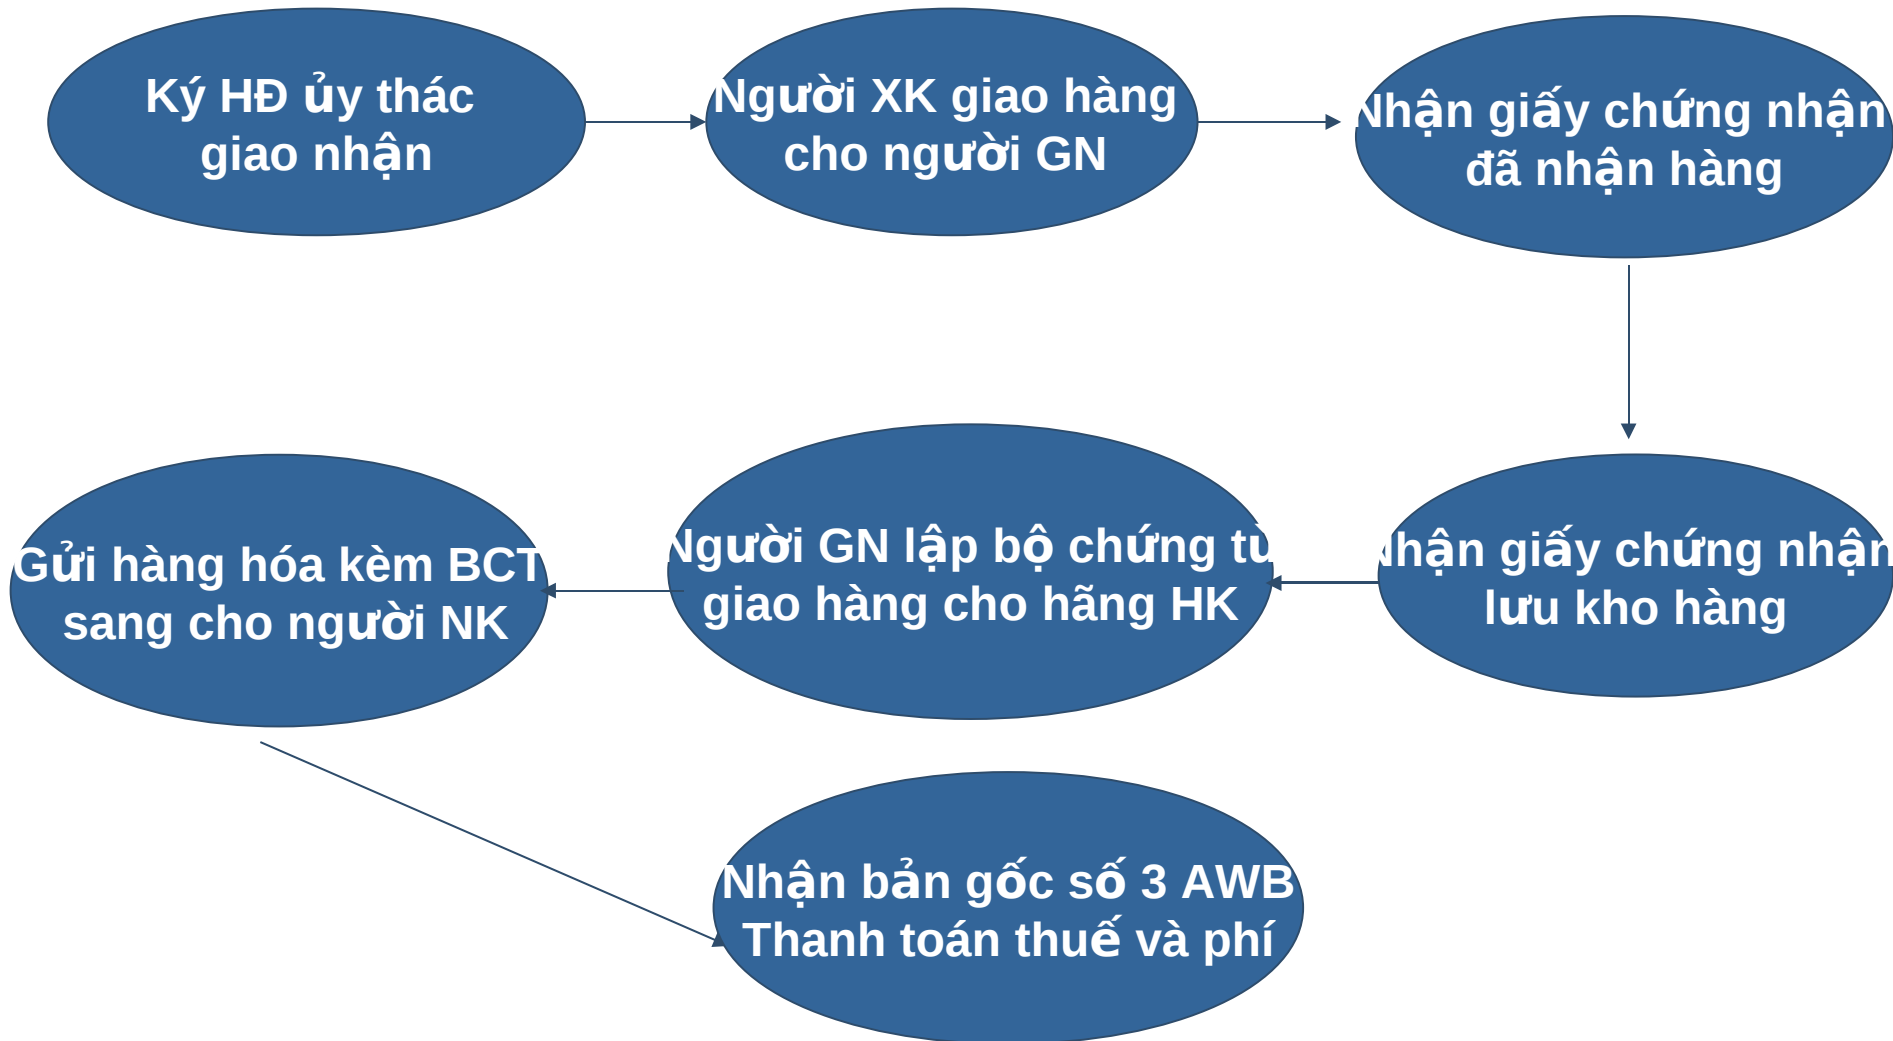 Ký HĐ ủy thác
giao nhận
Người XK giao hàng
cho người GN
Nhận giấy chứng nhận
đã nhận hàng
Gửi hàng hóa kèm BCT
sang cho người NK
Người GN lập bộ chứng từ
giao hàng cho hãng HK
Nhận giấy chứng nhận
lưu kho hàng
Nhận bản gốc số 3 AWB
Thanh toán thuế và phí